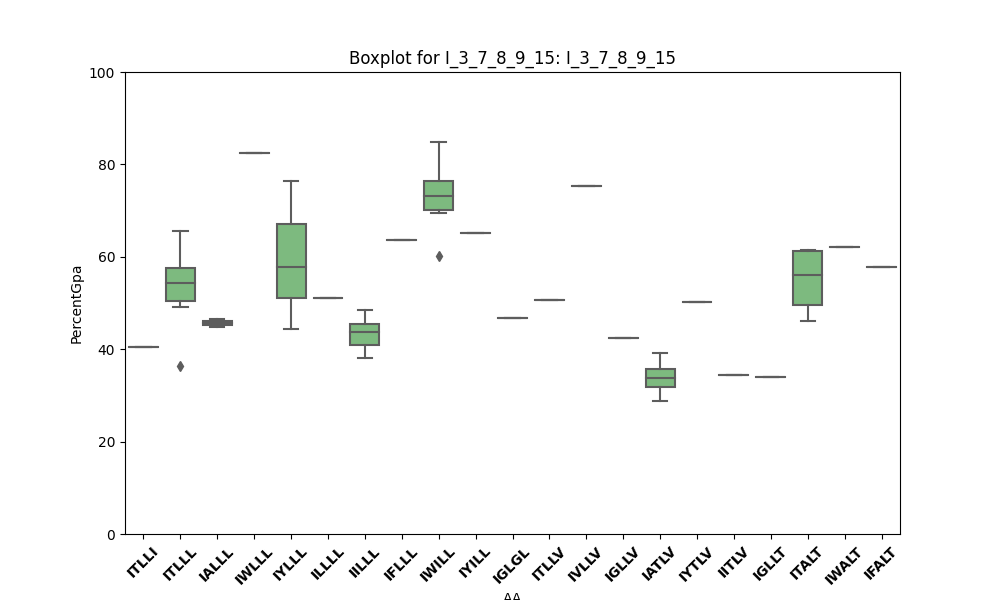 Boxplot for I_3_7_8_9_15: I_3_7_8_9_15
PercentGpa
100
80
60
40
20
0
ITLLI ITLLL IALLL IWLLL IYLLL ILLLL IILLL IFLLL IWILL IYILL IGLGL ITLLV IVLLV IGLLV IATLV IYTLV IITLV IGLLT ITALT IWALT IFALT
AA